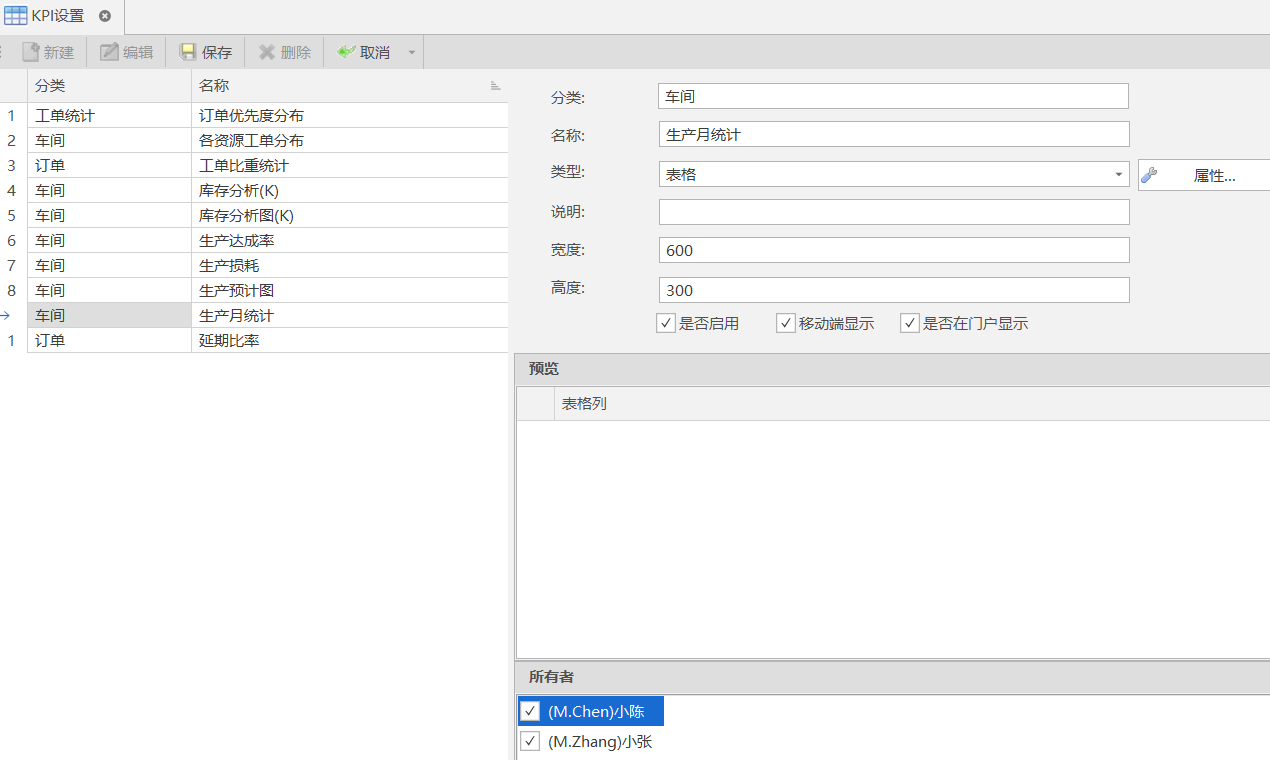 KPI设置
新建 编辑 保存 删除 取消
分类 名称
1 工单统计 订单优先度分布
2 车间 各资源工单分布
3 订单 工单比重统计
4 车间 库存分析(K)
5 车间 库存分析图(K)
6 车间 生产达成率
7 车间 生产损耗
8 车间 生产预计图
车间 生产月统计
1 订单 延期比率
分类: 车间
名称: 生产月统计
类型: 表格 属性...
说明:
宽度: 600
高度: 300
是否启用 移动端显示 是否在门户显示
预览
表格列
所有者
(M.Chen)小陈
(M.Zhang)小张